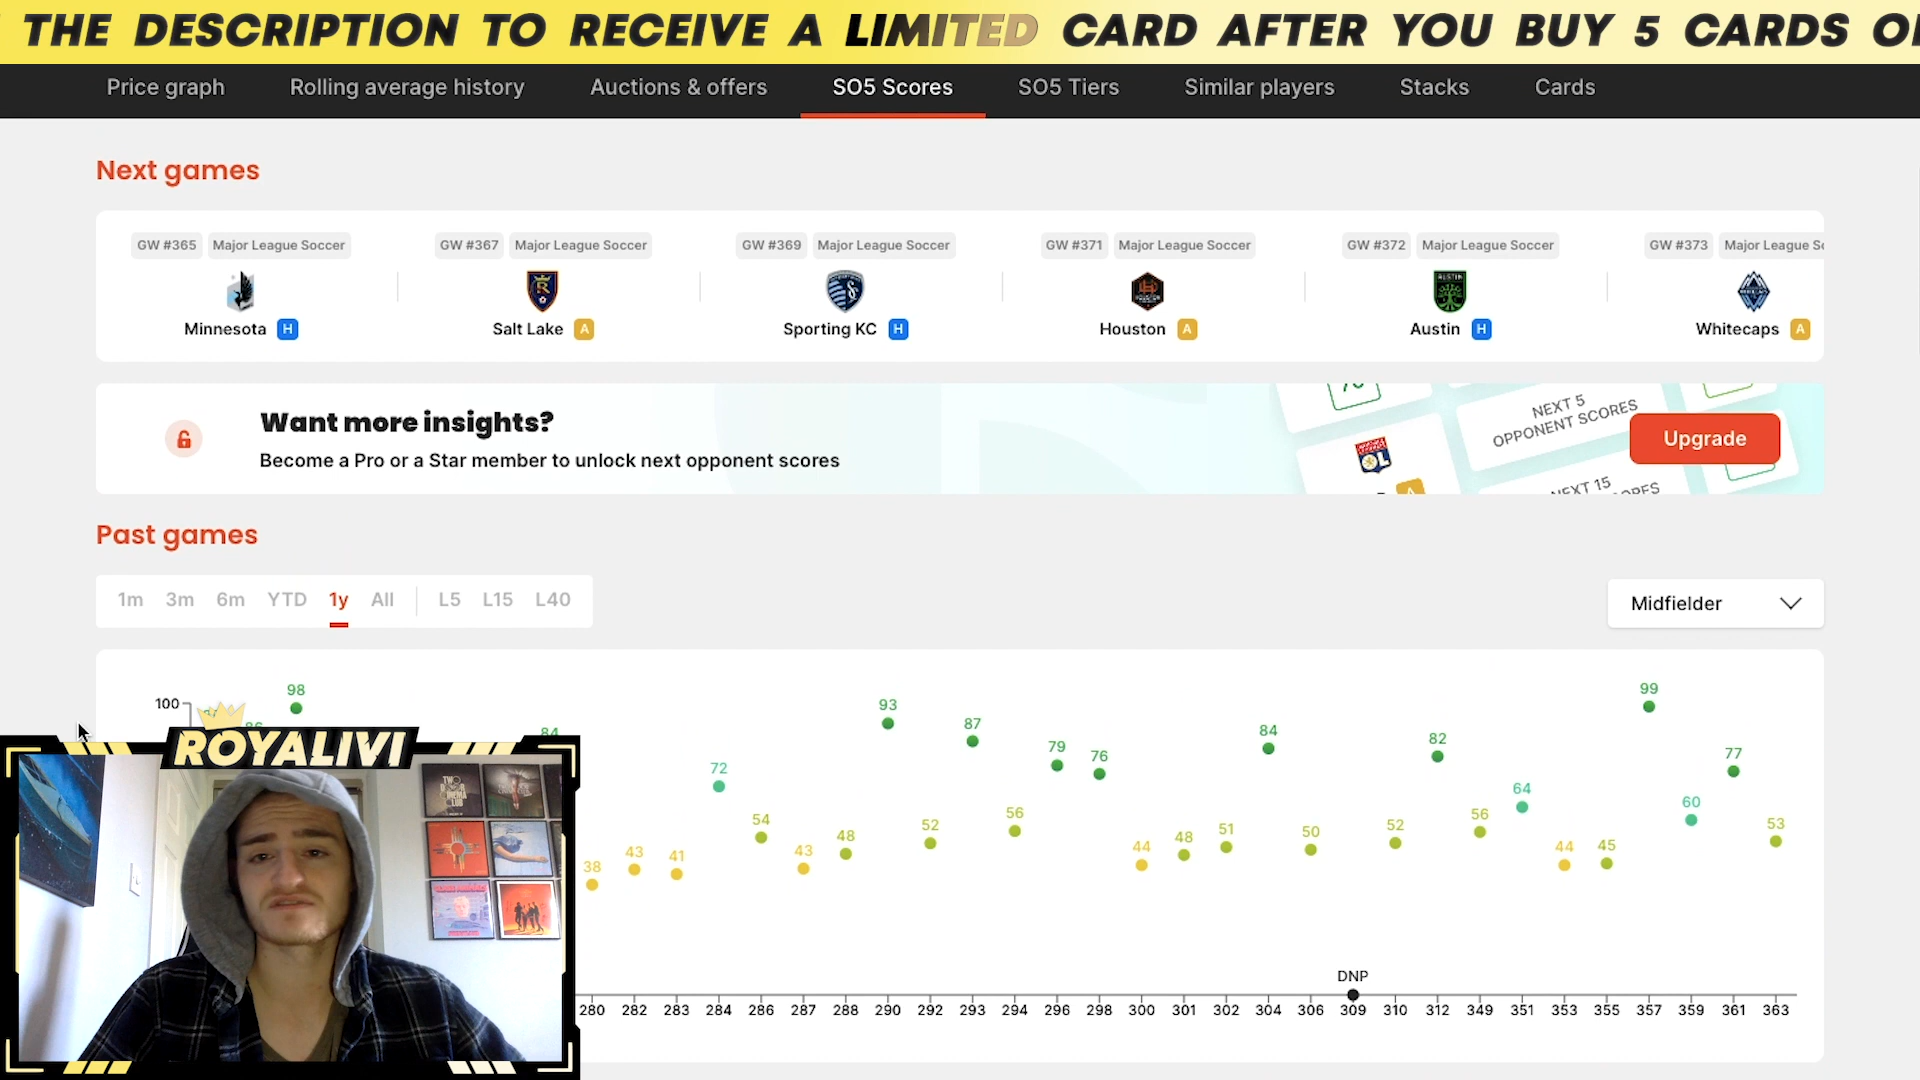 THE DESCRIPTION TO RECEIVE A LIMITED CARD AFTER YOU BUY 5 CARDS
Price graph Rolling average history Auctions & offers SO5 Scores SO5 Tiers Similar players Stacks Cards
Next games
GW #365 Major League Soccer GW #367 Major League Soccer GW #369 Major League Soccer GW #371 Major League Soccer GW #372 Major League Soccer GW #373 Major League
Minnesota H Salt Lake A Sporting KC H Houston A Austin H Whitecaps A
Want more insights?
Become a Pro or a Star member to unlock next opponent scores
NEXT 5
OPPONENT SCORES
NEXT 15
OL
Upgrade
Past games
1m 3m 6m YTD 1y All L5 L15 L40
Midfielder
100
98 84 38 43 41 72 54 43 48 93 52 87 56 79 76 44 48 51 84 50 DNP 52 82 56 64 44 45 99 60 77 53
280 282 283 284 286 287 288 290 292 293 294 296 298 300 301 302 304 306 309 310 312 349 351 353 355 357 359 361 363
ROYALIVI